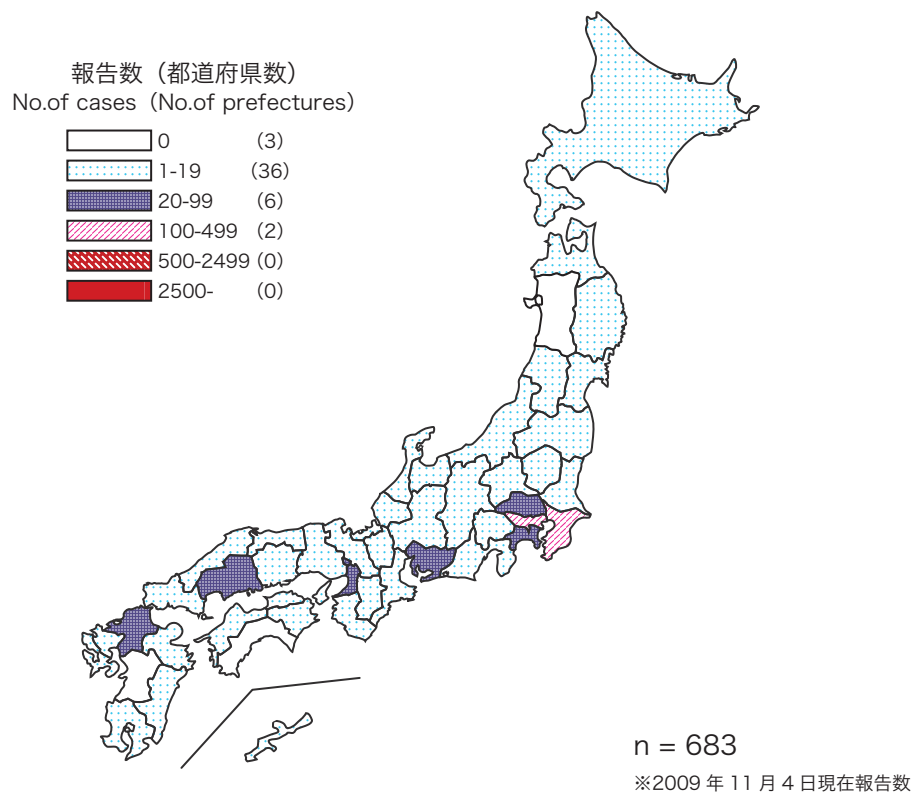 報告数（都道府県数）
No.of cases（No.of prefectures）
0 （3）
1-19 （36）
20-99 （6）
100-499 （2）
500-2499（0）
2500- （0）
n = 683
※2009 年 11 月 4 日現在報告数